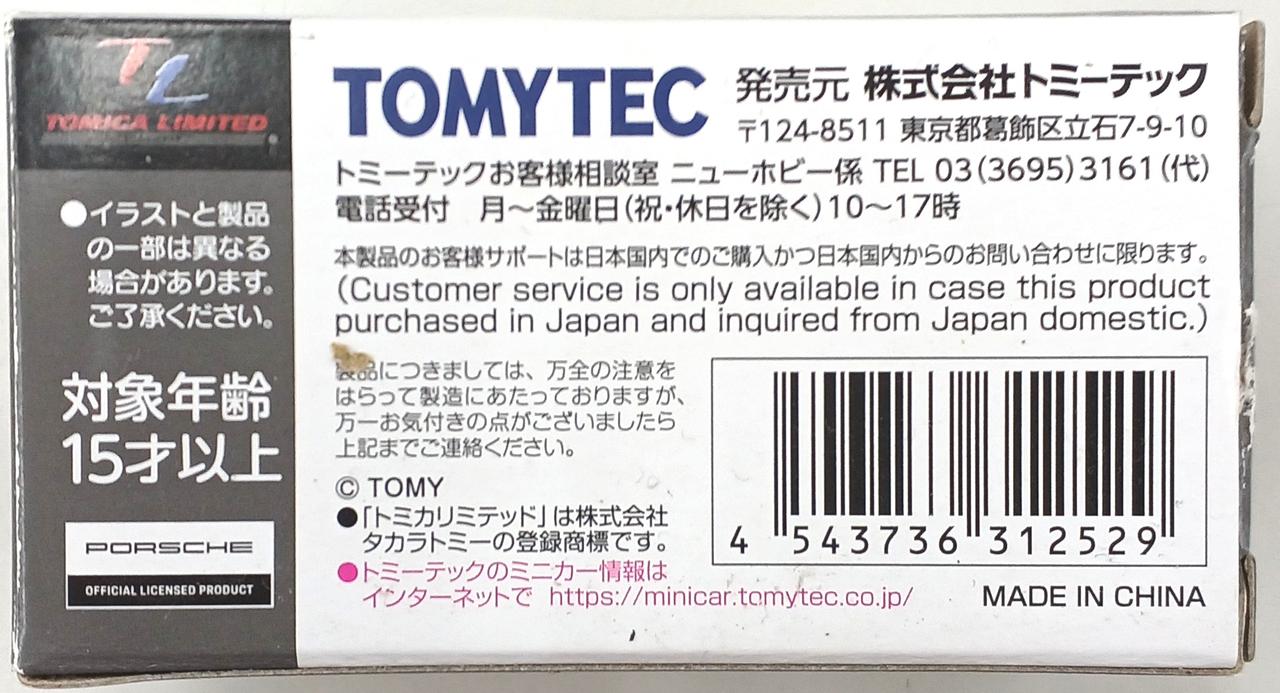 TL
TOMICA LIMITED
●イラストと製品
の一部は異なる
場合があります。
ご了承ください。
対象年齢
15才以上
PORSCHE
OFFICIAL LICENSED PRODUCT
TOMYTEC 発売元 株式会社トミーテック
〒124-8511 東京都葛飾区立石7-9-10
トミーテックお客様相談室 ニューホビー係 TEL 03(3695)3161(代)
電話受付 月～金曜日(祝・休日を除く)10～17時
本製品のお客様サポートは日本国内でのご購入かつ日本国内からのお問い合わせに限ります。
(Customer service is only available in case this product
purchased in Japan and inquired from Japan domestic.)
製品につきましては、万全の注意を
はらって製造にあたっておりますが、
万一お気付きの点がございましたら
上記までご連絡ください。
© TOMY
●「トミカリミテッド」は株式会社
タカラトミーの登録商標です。
●トミーテックのミニカー情報は
インターネットで https://minicar.tomytec.co.jp/
4 543736 312529
MADE IN CHINA